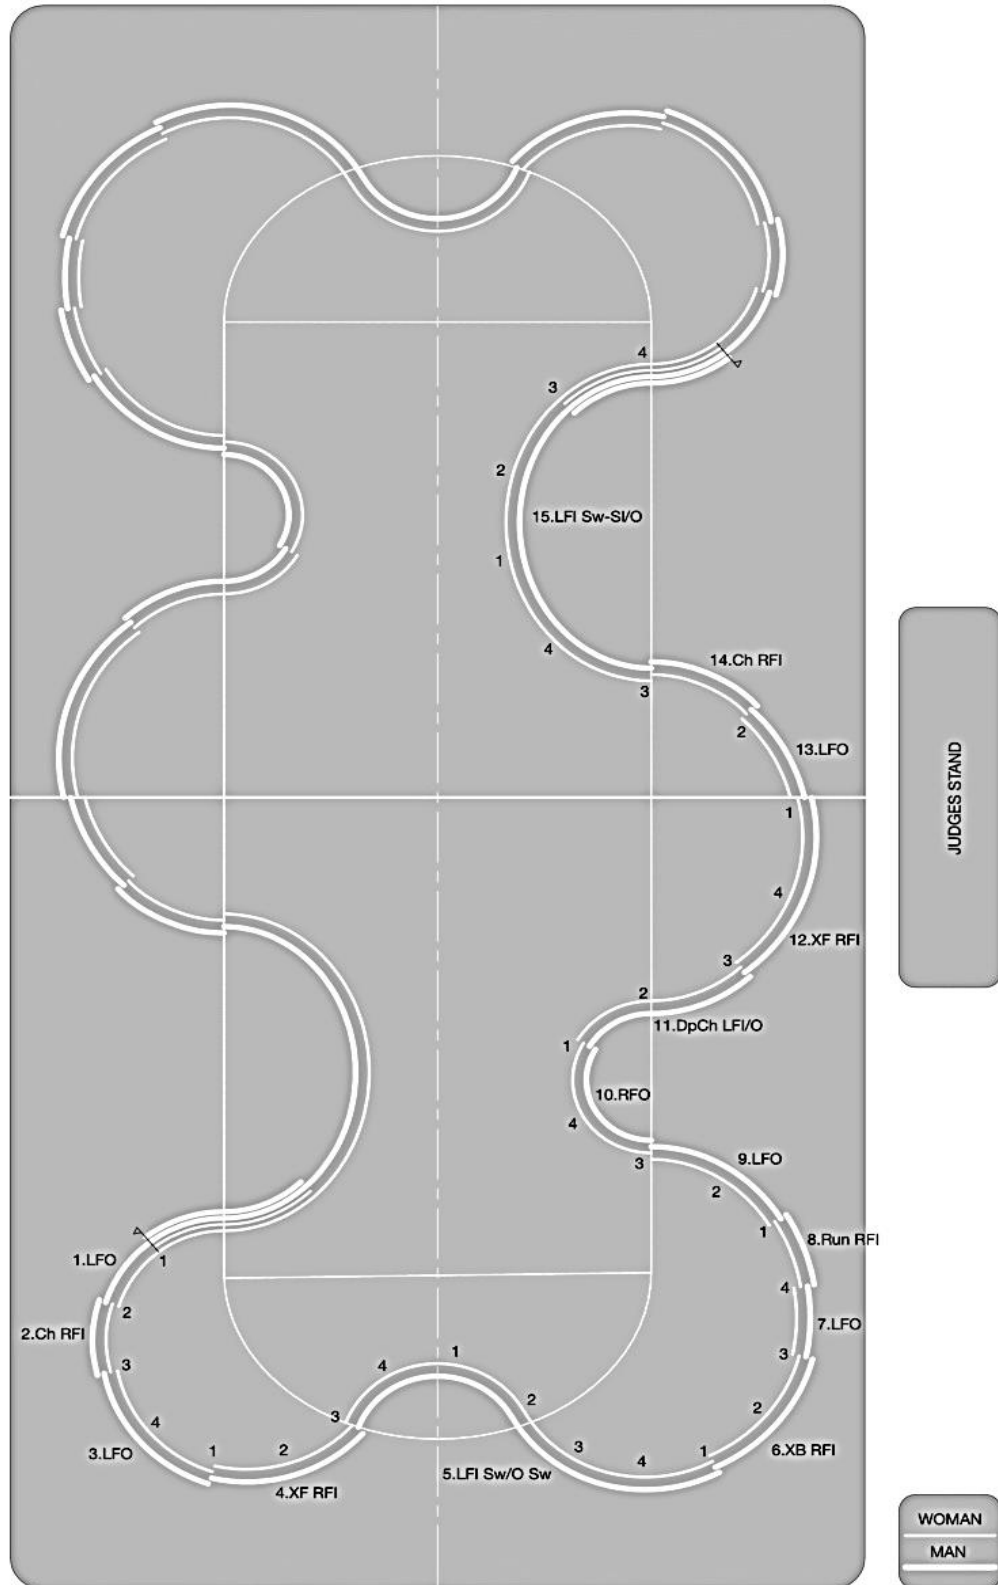 4
3
2
15.LFI Sw-SI/O
1
4
14.Ch RFI
3
2
13.LFO
1
JUDGES STAND
4
12.XF RFI
3
2
11.DpCh LFI/O
1
10.RFO
4
3
9.LFO
2
1
8.Run RFI
1.LFO
1
4
2
7.LFO
2.Ch RFI
1
3
3
4
2
2
3
6.XB RFI
4
1
2
3
4
1
3.LFO
5.LFI Sw/O Sw
4.XF RFI
WOMAN
MAN